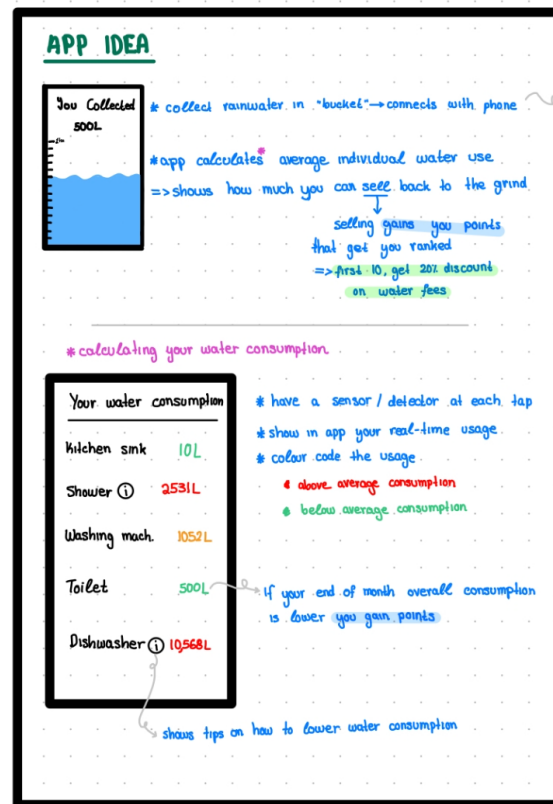 APP IDEA
You Collected
500L
* collect rainwater in "bucket" → connects with phone
* app calculates* average individual water use
=> shows how much you can sell back to the grind
selling gains you points
that get you ranked
=> first 10, get 20% discount
on water fees
* calculating your water consumption
Your water consumption
Kitchen sink 10L
Shower i 2531L
Washing mach. 1052L
Toilet 500L
Dishwasher i 10,568L
* have a sensor / detector at each tap
* show in app your real-time usage
* colour code the usage
• above average consumption
• below average consumption
If your end of month overall consumption
is lower you gain points
shows tips on how to lower water consumption